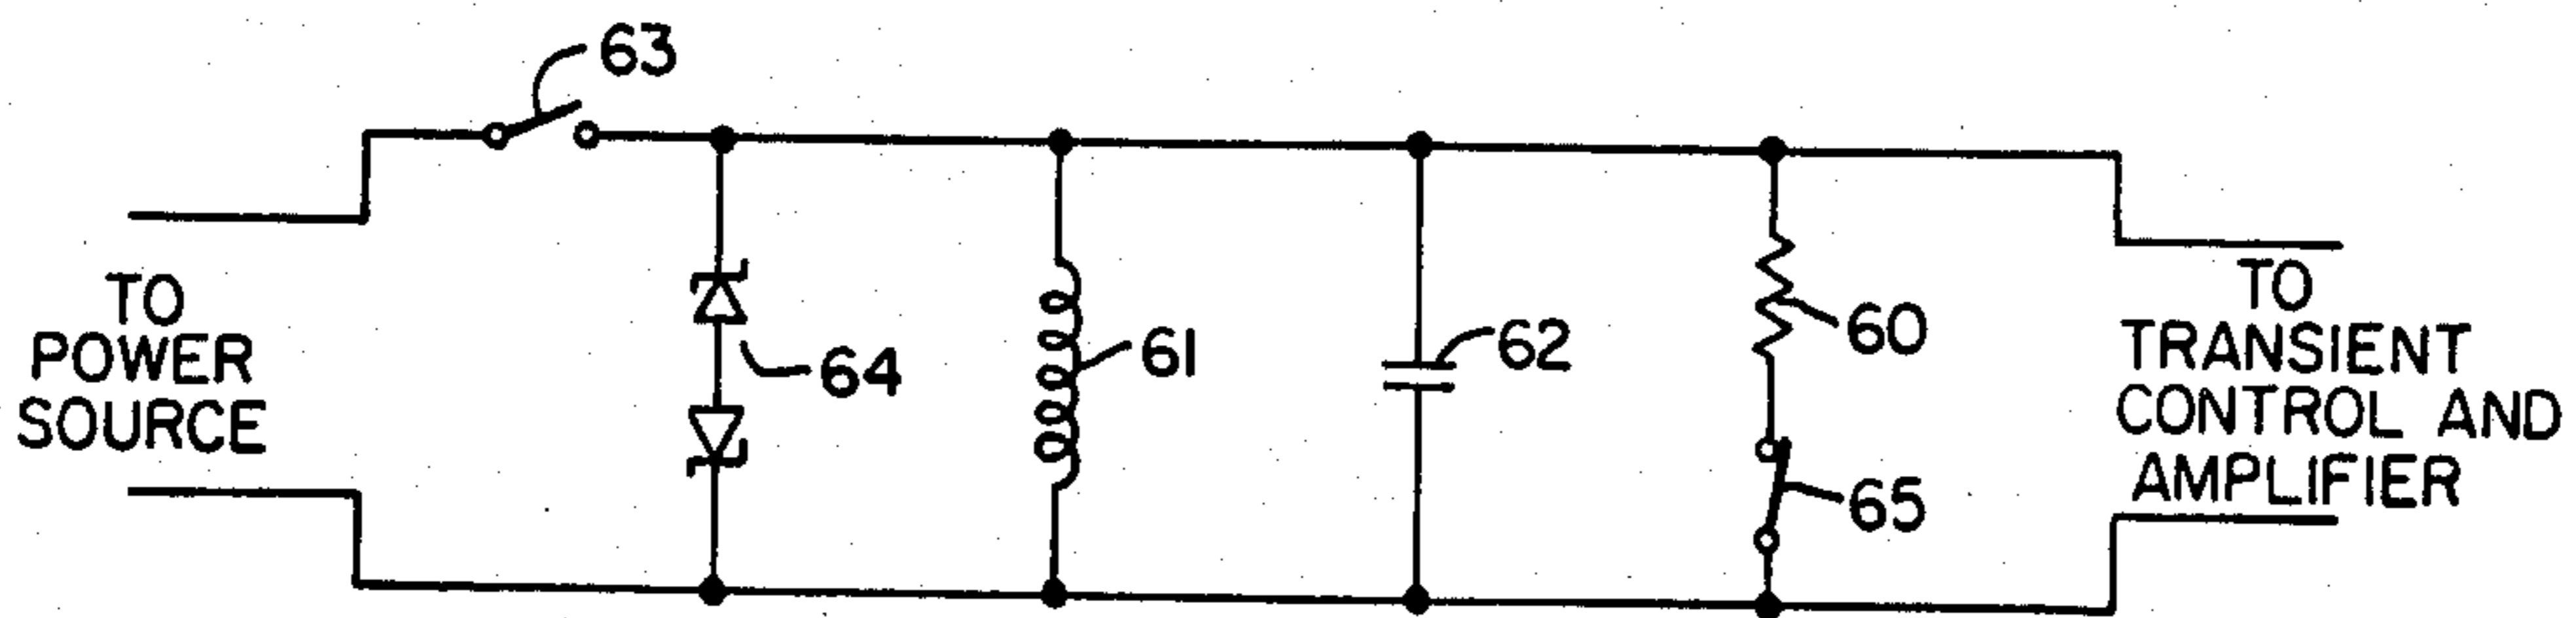 63
TO
POWER
SOURCE
64
61
62
60
65
TO
TRANSIENT
CONTROL AND
AMPLIFIER